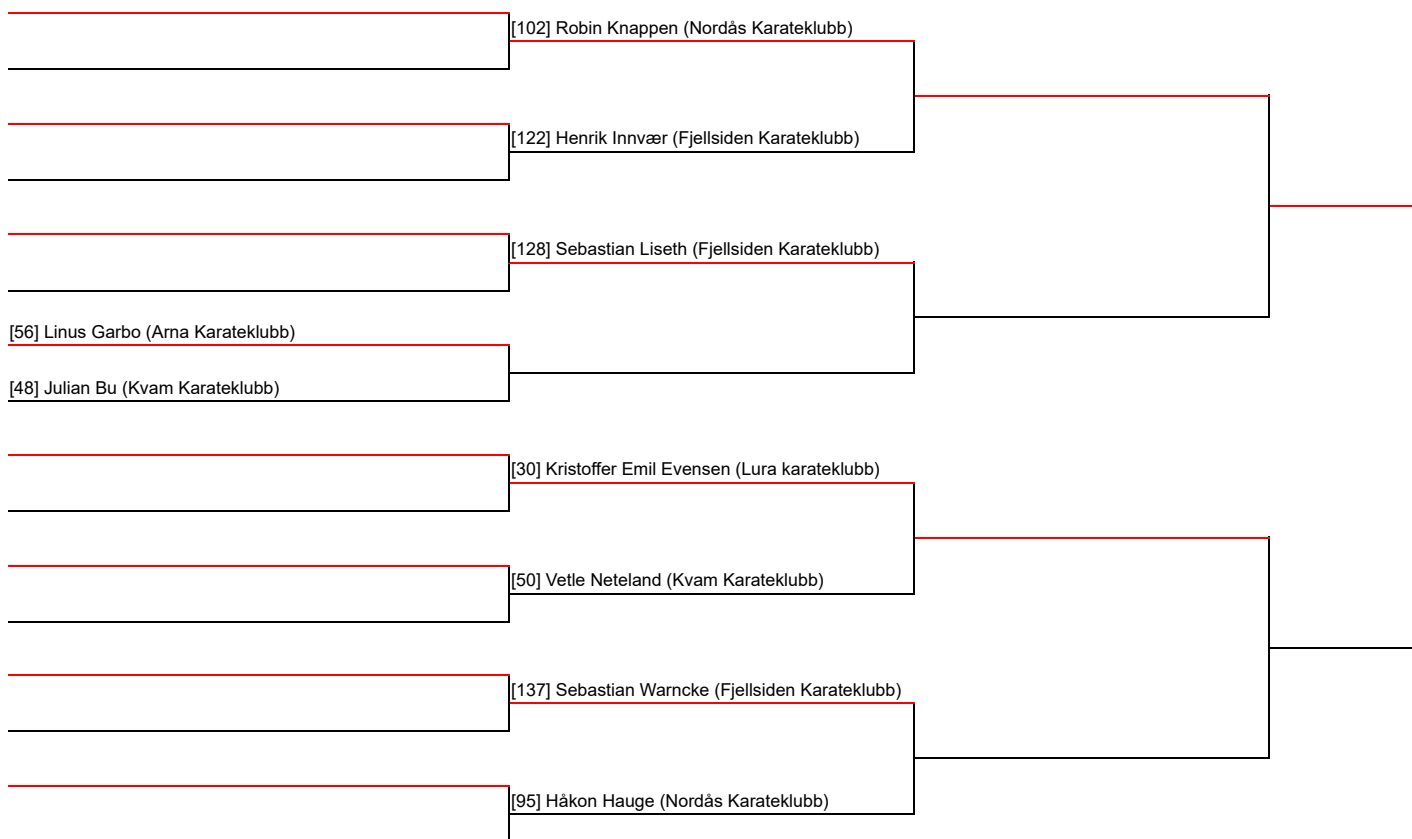 [102] Robin Knappen (Nordås Karateklubb)
[122] Henrik Innvær (Fjellsiden Karateklubb)
[128] Sebastian Liseth (Fjellsiden Karateklubb)
[56] Linus Garbo (Arna Karateklubb)
[48] Julian Bu (Kvam Karateklubb)
[30] Kristoffer Emil Evensen (Lura karateklubb)
[50] Vetle Neteland (Kvam Karateklubb)
[137] Sebastian Warncke (Fjellsiden Karateklubb)
[95] Håkon Hauge (Nordås Karateklubb)